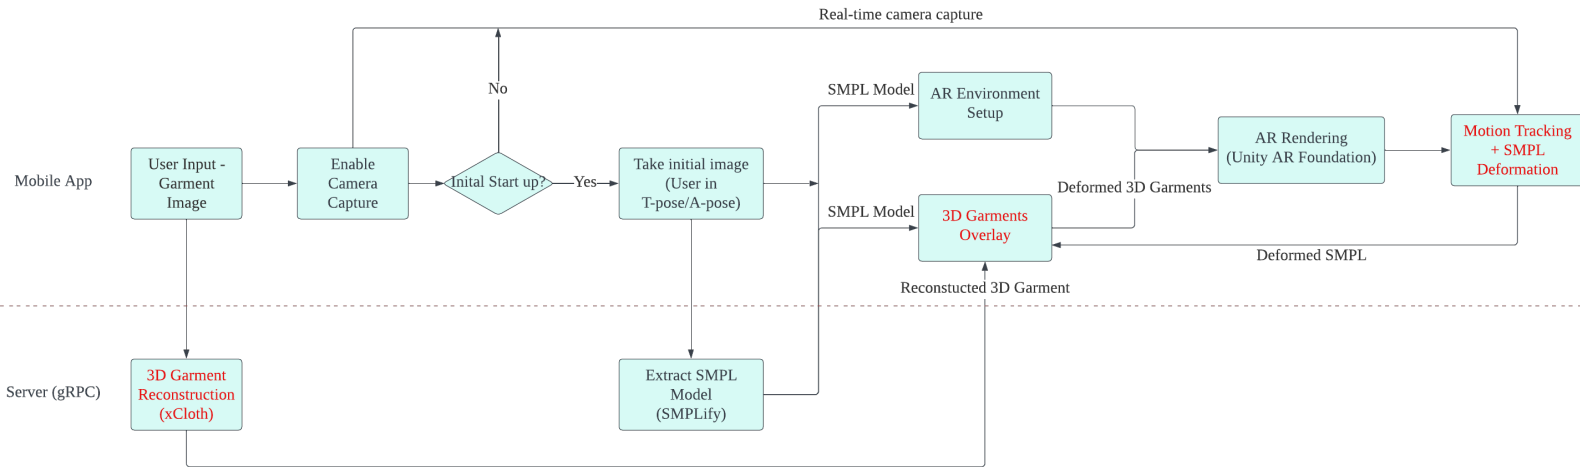 Real-time camera capture
No
SMPL Model
AR Environment
Setup
AR Rendering
(Unity AR Foundation)
Motion Tracking
+ SMPL
Deformation
Mobile App
User Input -
Garment
Image
Enable
Camera
Capture
Inital Start up?
Yes
Take initial image
(User in
T-pose/A-pose)
SMPL Model
3D Garments
Overlay
Deformed 3D Garments
Deformed SMPL
Reconstucted 3D Garment
Server (gRPC)
3D Garment
Reconstruction
(xCloth)
Extract SMPL
Model
(SMPLify)